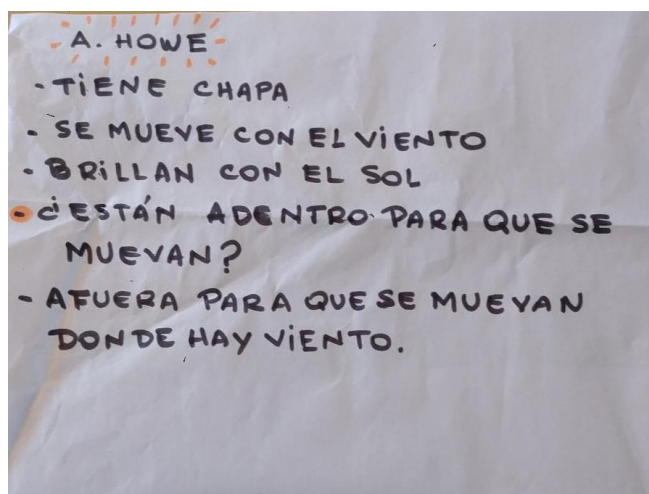 A. HOWE
- TIENE CHAPA
- SE MUEVE CON EL VIENTO
- BRILLAN CON EL SOL
- ¿ESTÁN ADENTRO PARA QUE SE
MUEVAN?
- AFUERA PARA QUE SE MUEVAN
DONDE HAY VIENTO.